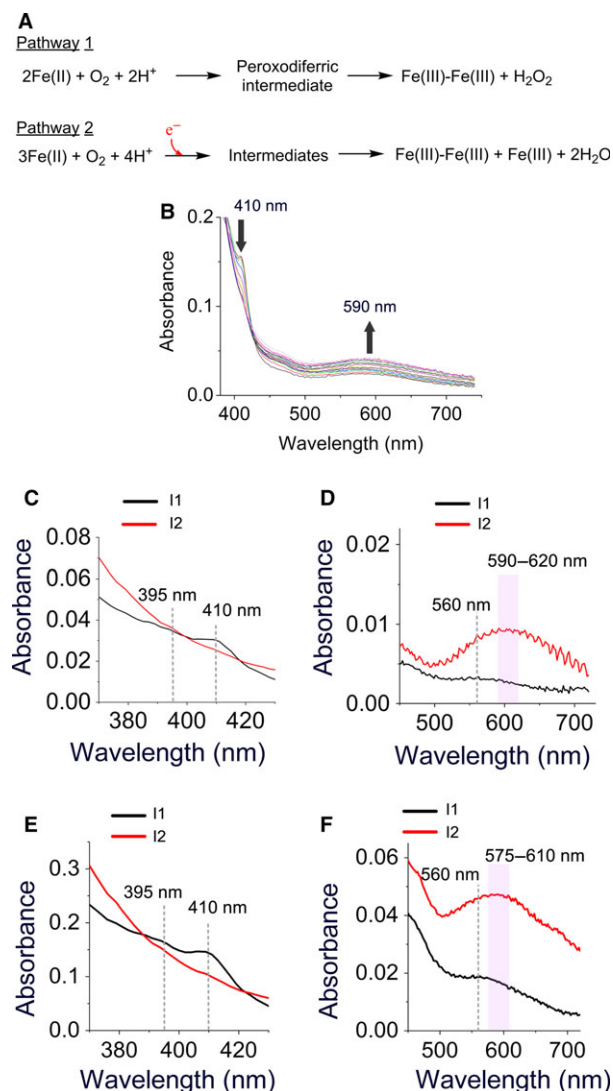 A
Pathway 1
2Fe(II) + O₂ + 2H⁺ Peroxodiferric intermediate Fe(III)-Fe(III) + H₂O₂
Pathway 2
e⁻
3Fe(II) + O₂ + 4H⁺ Intermediates Fe(III)-Fe(III) + Fe(III) + 2H₂O
B
410 nm
590 nm
Absorbance
0.2
0.1
0.0
400 500 600 700
Wavelength (nm)
C
I1
I2
395 nm
410 nm
Absorbance
0.08
0.06
0.04
0.02
0.00
380 400 420
Wavelength (nm)
D
I1
I2
590–620 nm
560 nm
Absorbance
0.02
0.01
0.00
500 600 700
Wavelength (nm)
E
I1
I2
395 nm
410 nm
Absorbance
0.3
0.2
0.1
0.0
380 400 420
Wavelength (nm)
F
I1
I2
575–610 nm
560 nm
Absorbance
0.06
0.04
0.02
0.00
500 600 700
Wavelength (nm)